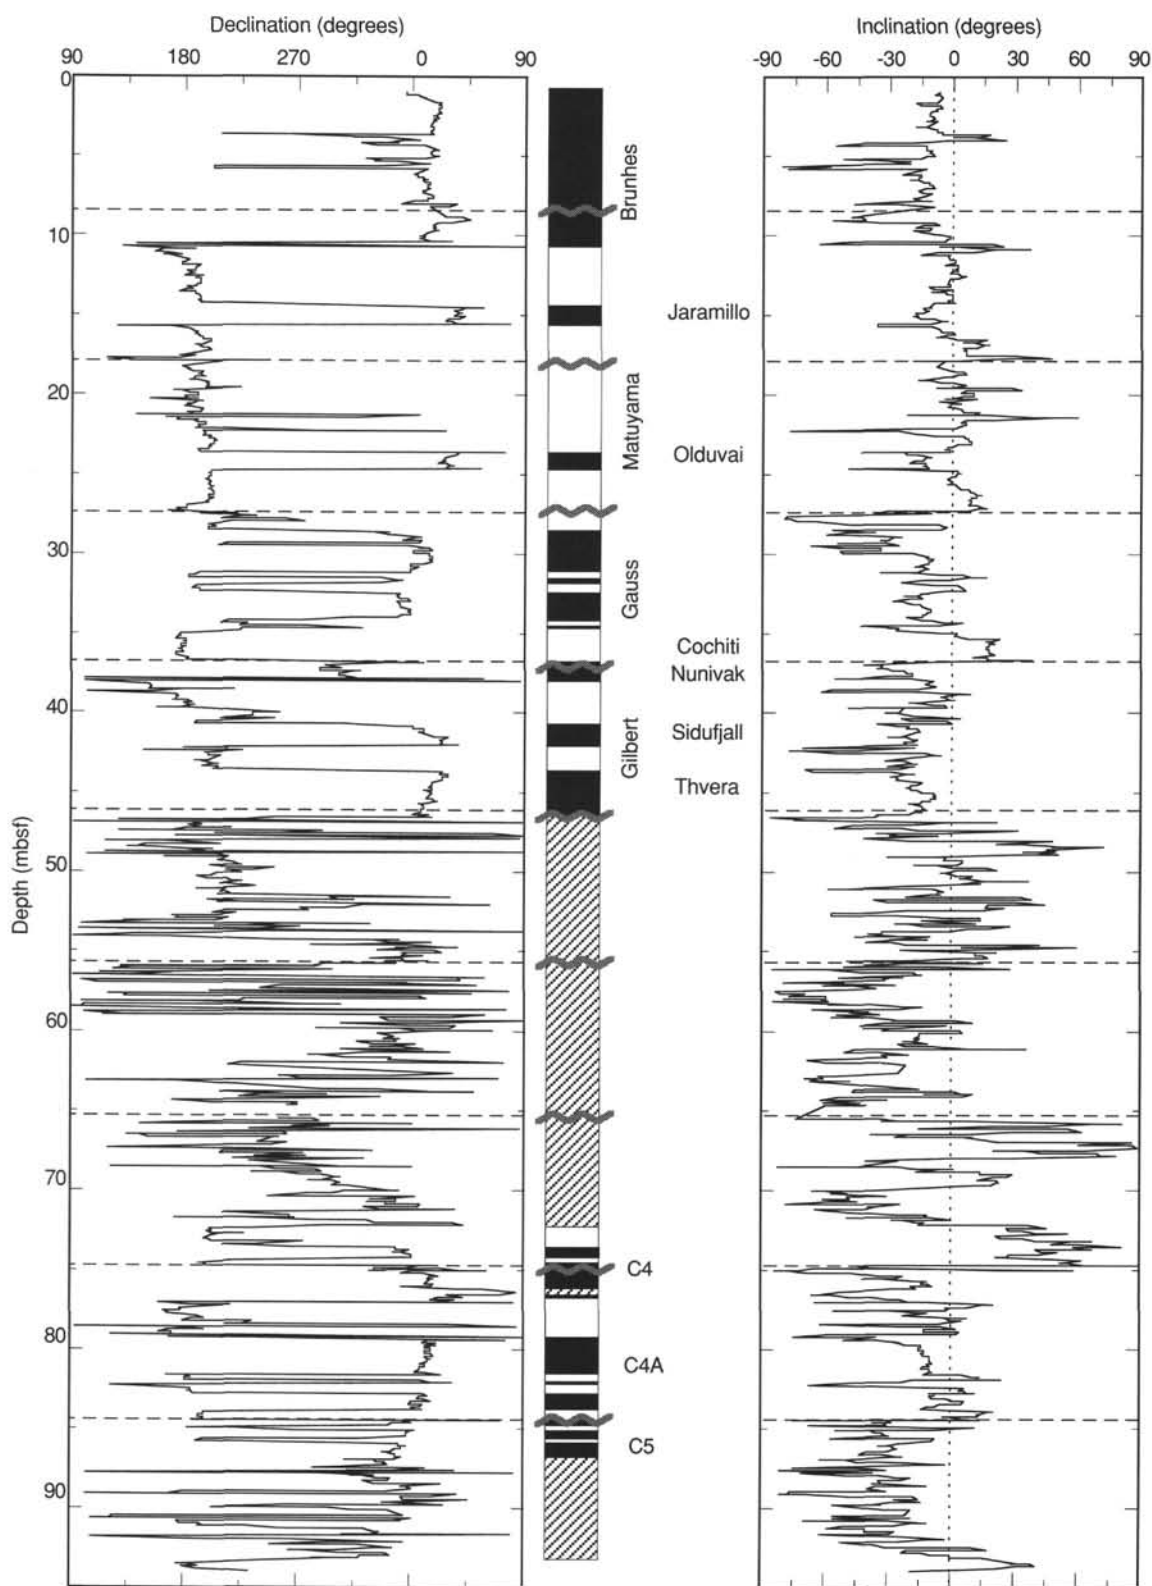 Declination (degrees)
Inclination (degrees)
90 180 270 0 90
-90 -60 -30 0 30 60 90
0
Brunhes
10
Jaramillo
20
Matuyama
Olduvai
30
Gauss
Cochiti
Nunivak
40
Gilbert
Sidufjall
Thvera
Depth (mbsf)
50
60
70
C4
80
C4A
C5
90